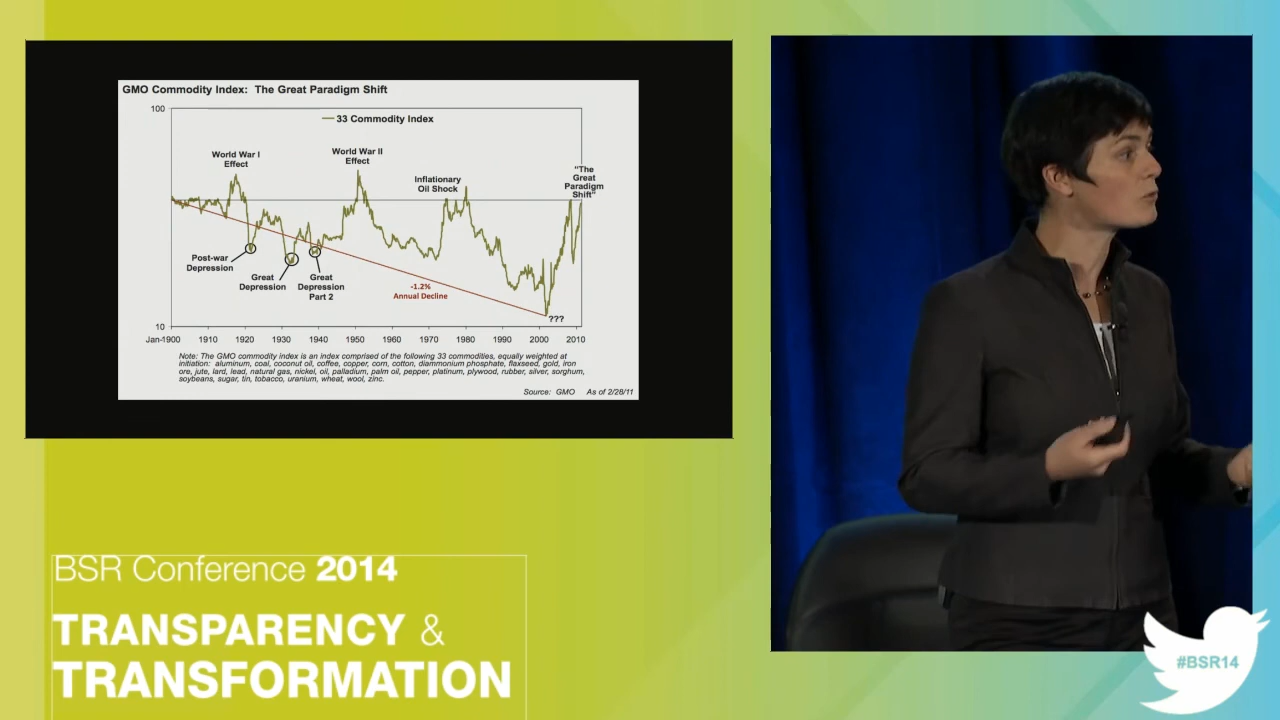 GMO Commodity Index: The Great Paradigm Shift
100
33 Commodity Index
World War I
Effect
World War II
Effect
Inflationary
Oil Shock
"The
Great
Paradigm
Shift"
Post-war
Depression
Great
Depression
Great
Depression
Part 2
-1.2%
Annual Decline
???
10
Jan-1900 1910 1920 1930 1940 1950 1960 1970 1980 1990 2000 2010
Note: The GMO commodity index is an index comprised of the following 33 commodities, equally weighted at
initiation: aluminum, coal, coconut oil, coffee, copper, corn, cotton, diammonium phosphate, flaxseed, gold, iron
ore, jute, lard, lead, natural gas, nickel, oil, palladium, palm oil, pepper, platinum, plywood, rubber, silver, sorghum,
soybeans, sugar, tin, tobacco, uranium, wheat, wool, zinc.
Source: GMO As of 2/28/11
BSR Conference 2014
TRANSPARENCY &
TRANSFORMATION
#BSR14